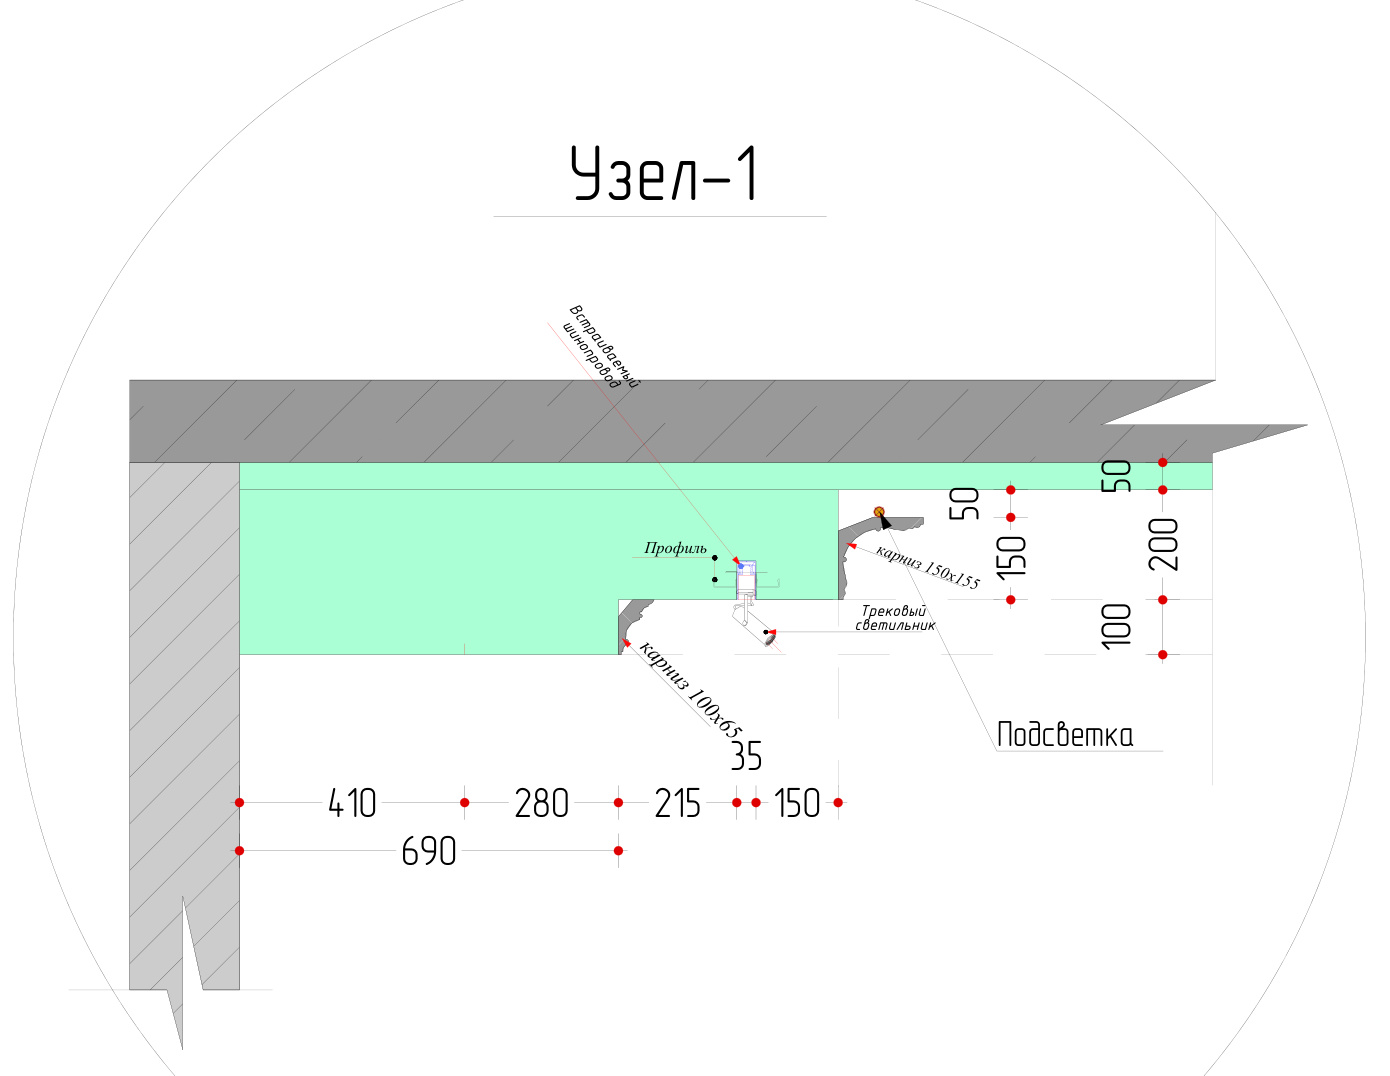 Узел-1
Встраиваемый
шинопровод
50
50
Профиль
150
200
карниз 150х155
Трековый
светильник
100
карниз 100х65
Подсветка
35
410
280
215
150
690